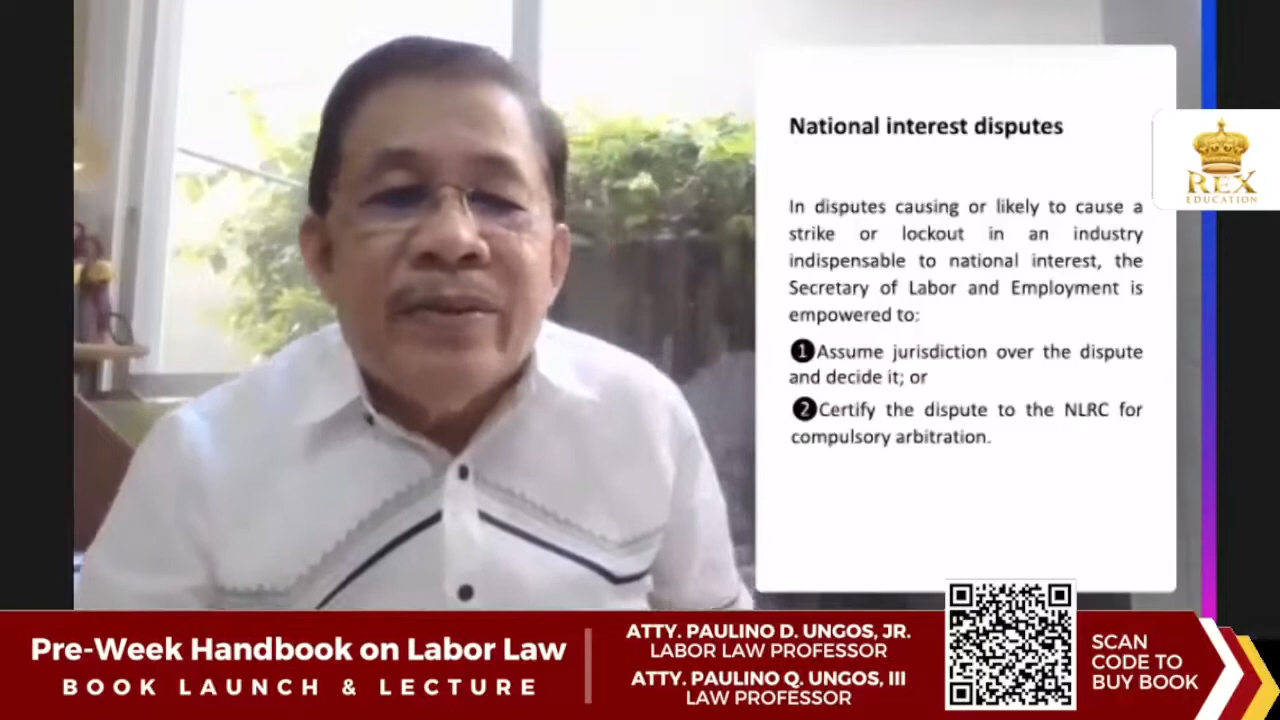 National interest disputes
In disputes causing or likely to cause a
strike or lockout in an industry
indispensable to national interest, the
Secretary of Labor and Employment is
empowered to:
1 Assume jurisdiction over the dispute
and decide it; or
2 Certify the dispute to the NLRC for
compulsory arbitration.
REX
EDUCATION
Pre-Week Handbook on Labor Law
BOOK LAUNCH & LECTURE
ATTY. PAULINO D. UNGOS, JR.
LABOR LAW PROFESSOR
ATTY. PAULINO Q. UNGOS, III
LAW PROFESSOR
SCAN
CODE TO
BUY BOOK